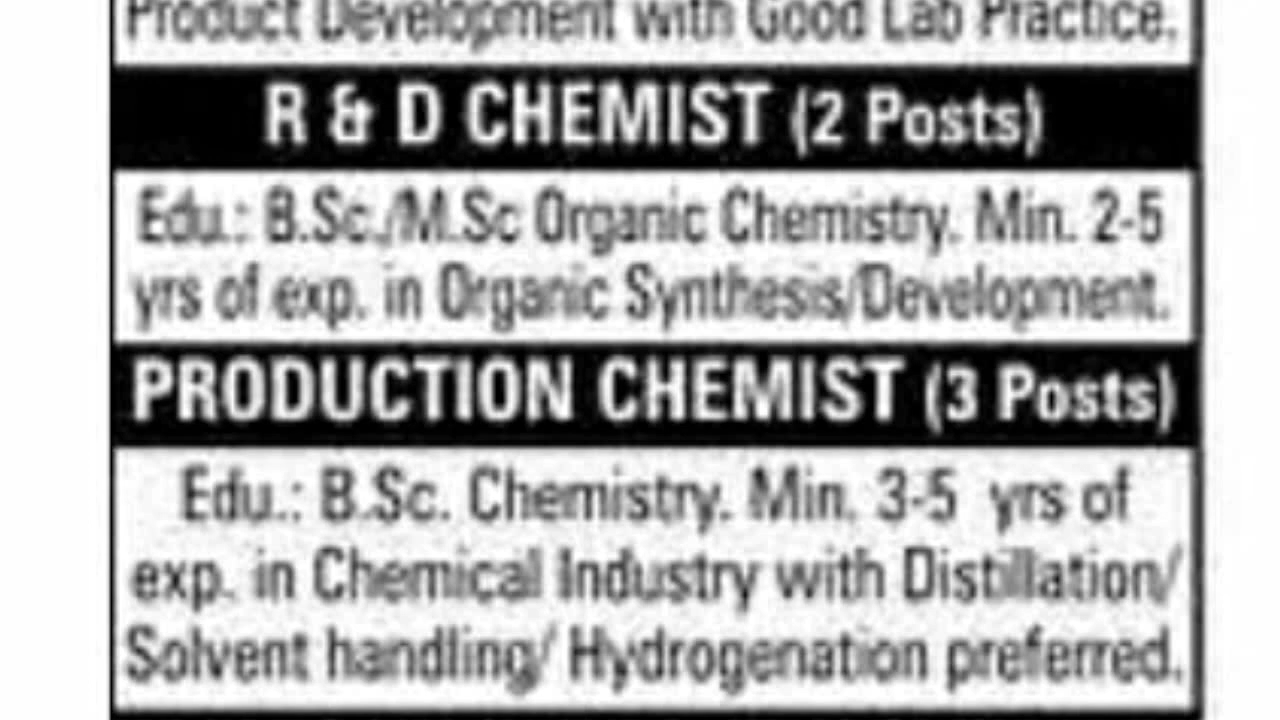 Product Development with Good Lab Practice.
R & D CHEMIST (2 Posts)
Edu.: B.Sc./M.Sc Organic Chemistry. Min. 2-5
yrs of exp. in Organic Synthesis/Development.
PRODUCTION CHEMIST (3 Posts)
Edu.: B.Sc. Chemistry. Min. 3-5 yrs of
exp. in Chemical Industry with Distillation/
Solvent handling/ Hydrogenation preferred.